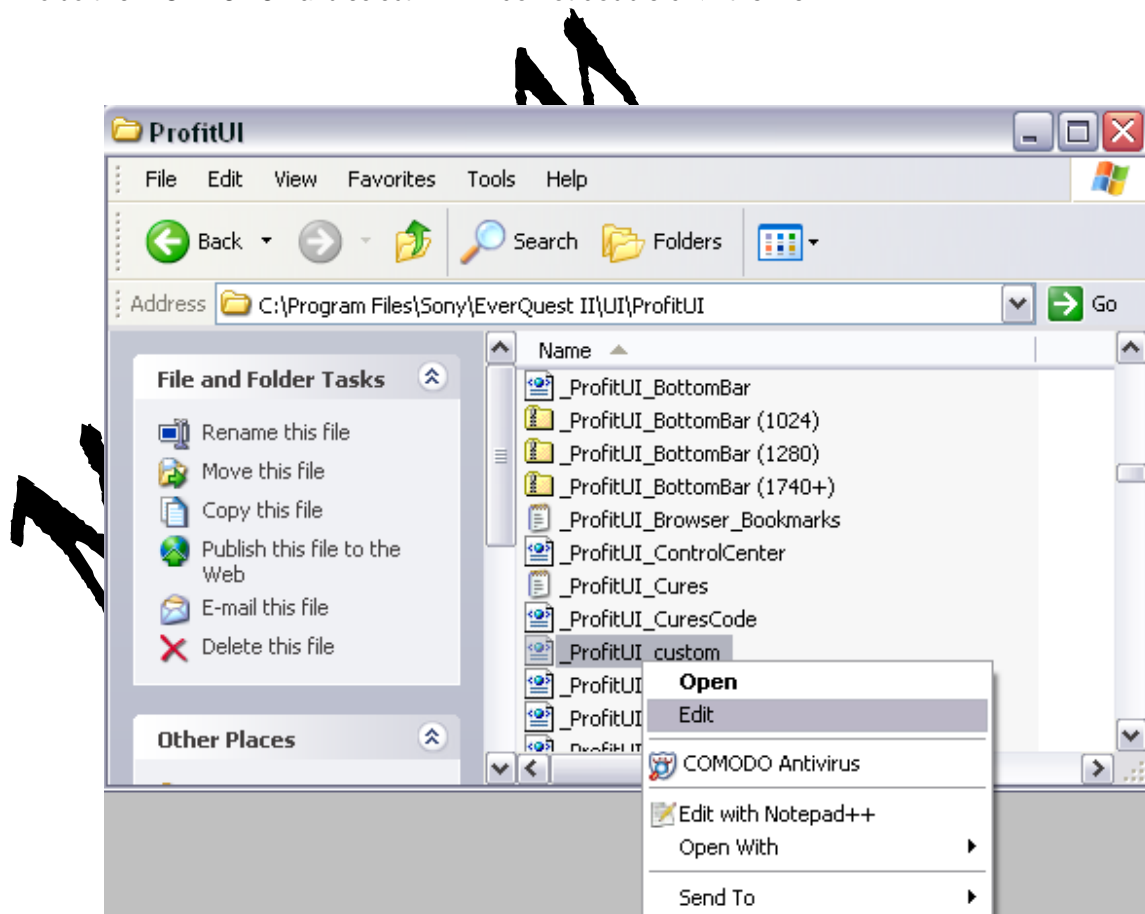 ProfitUI
File Edit View Favorites Tools Help
Back Search Folders
Address C:\Program Files\Sony\EverQuest II\UI\ProfitUI Go
Name
File and Folder Tasks
Rename this file
Move this file
Copy this file
Publish this file to the
Web
E-mail this file
Delete this file
Other Places
_ProfitUI_BottomBar
_ProfitUI_BottomBar (1024)
_ProfitUI_BottomBar (1280)
_ProfitUI_BottomBar (1740+)
_ProfitUI_Browser_Bookmarks
_ProfitUI_ControlCenter
_ProfitUI_Cures
_ProfitUI_CuresCode
_ProfitUI_custom
_ProfitUI
_ProfitUI
_ProfitUI
Open
Edit
COMODO Antivirus
Edit with Notepad++
Open With
Send To